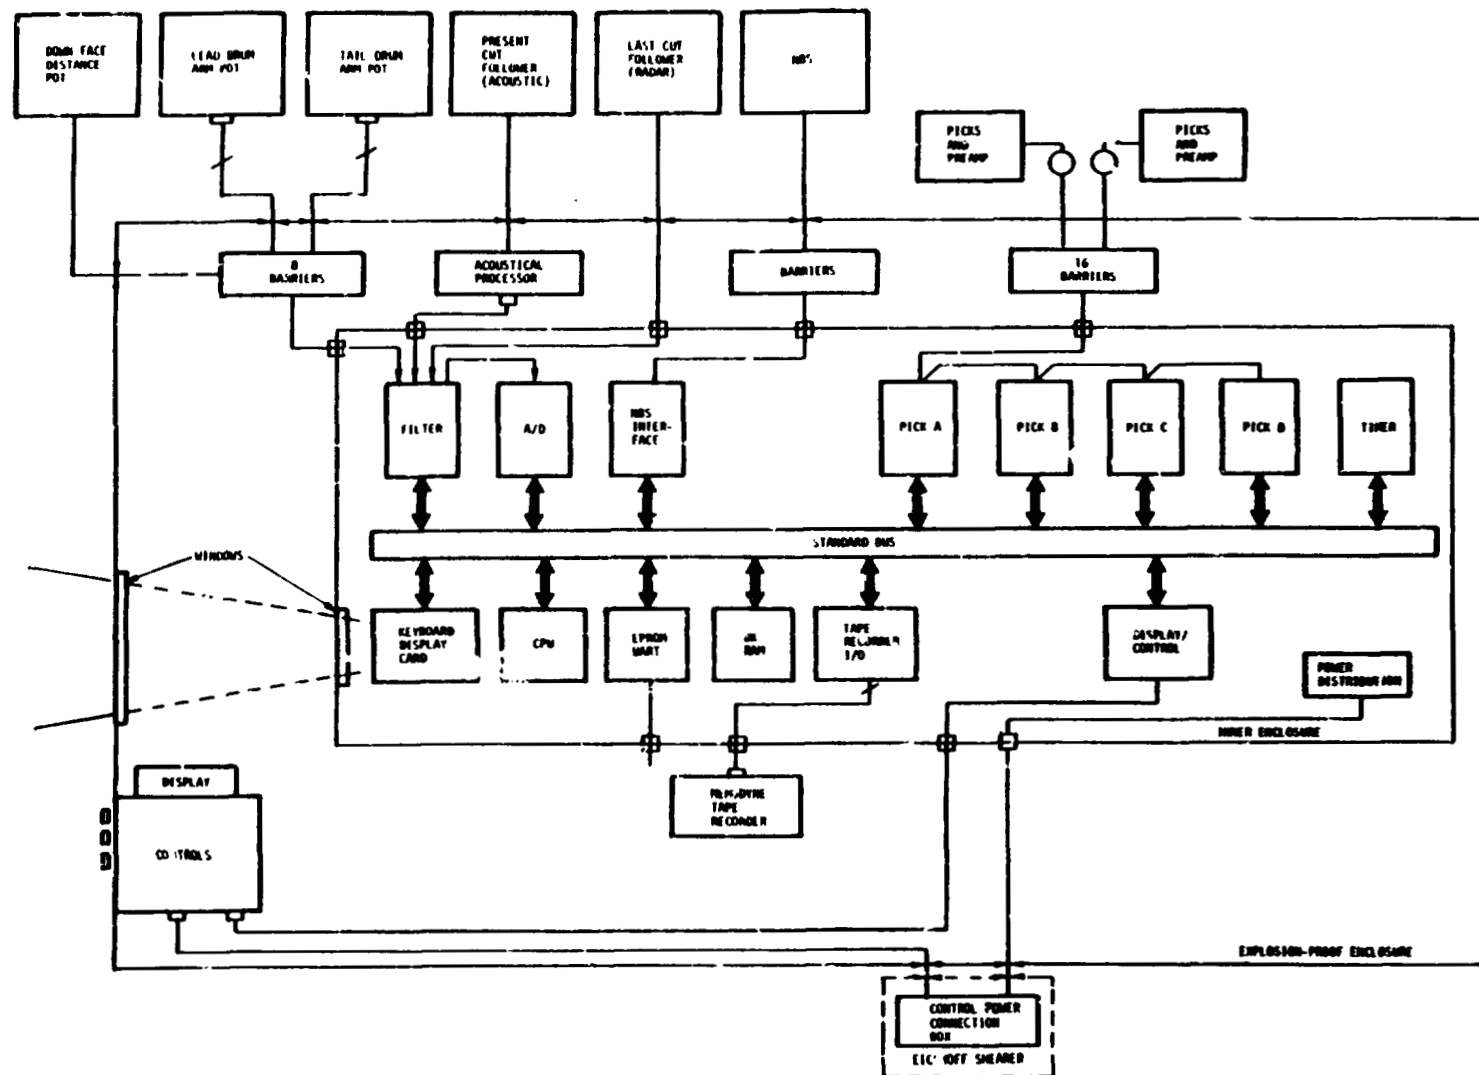 DOWN FACE
DISTANCE
POT
LEAD DRUM
ARM POT
TAIL DRUM
ARM POT
PRESENT
CUT
FOLLOWER
(ACOUSTIC)
LAST CUT
FOLLOWER
(RADAR)
NBS
PICKS
AND
PREAMP
PICKS
AND
PREAMP
8
BARRIERS
ACOUSTICAL
PROCESSOR
BARRIERS
16
BARRIERS
FILTER
A/D
NBS
INTER-
FACE
PICK A
PICK B
PICK C
PICK D
TIMER
STANDARD BUS
WINDOWS
KEYBOARD
DISPLAY
CARD
CPU
EPROM
UART
RAM
TAPE
RECORDER
I/O
DISPLAY/
CONTROL
POWER
DISTRIBUTION
INNER ENCLOSURE
DISPLAY
CONTROLS
TAPE
RECORDER
EXPLOSION-PROOF ENCLOSURE
CONTROL POWER
CONNECTION
BOX
SHEARER